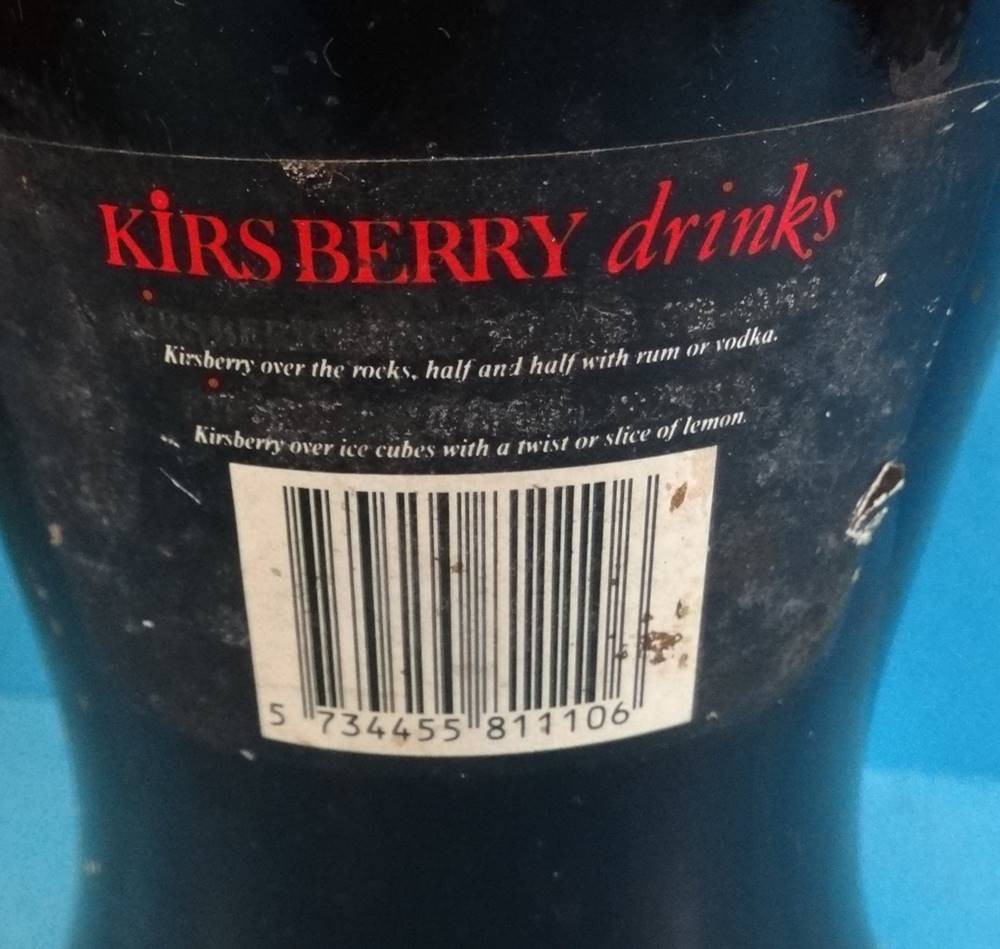 KİRSBERRY drinks
Kirsberry over the rocks, half and half with rum or vodka.
Kirsberry over ice cubes with a twist or slice of lemon.
5 734455 811106